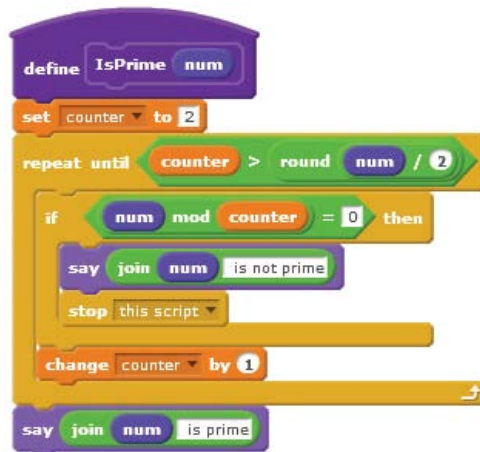 define IsPrime num
set counter to 2
repeat until counter > round num / 2
if num mod counter = 0 then
say join num is not prime
stop this script
change counter by 1
say join num is prime